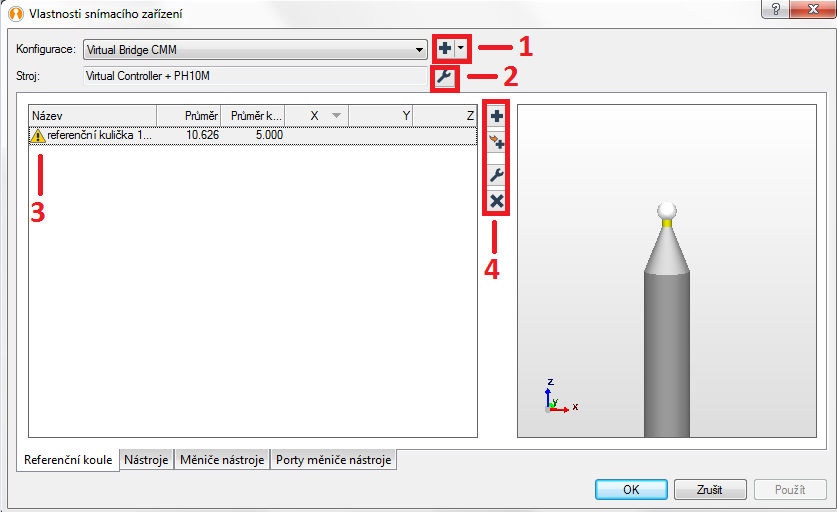 Vlastnosti snímacího zařízení
?
Konfigurace: Virtual Bridge CMM 1
Stroj: Virtual Controller + PH10M 2
Název Průměr Průměr k... X Y Z
referenční kulička 1... 10.626 5.000
3
4
z
y
x
Referenční koule Nástroje Měniče nástroje Porty měniče nástroje
OK Zrušit Použít